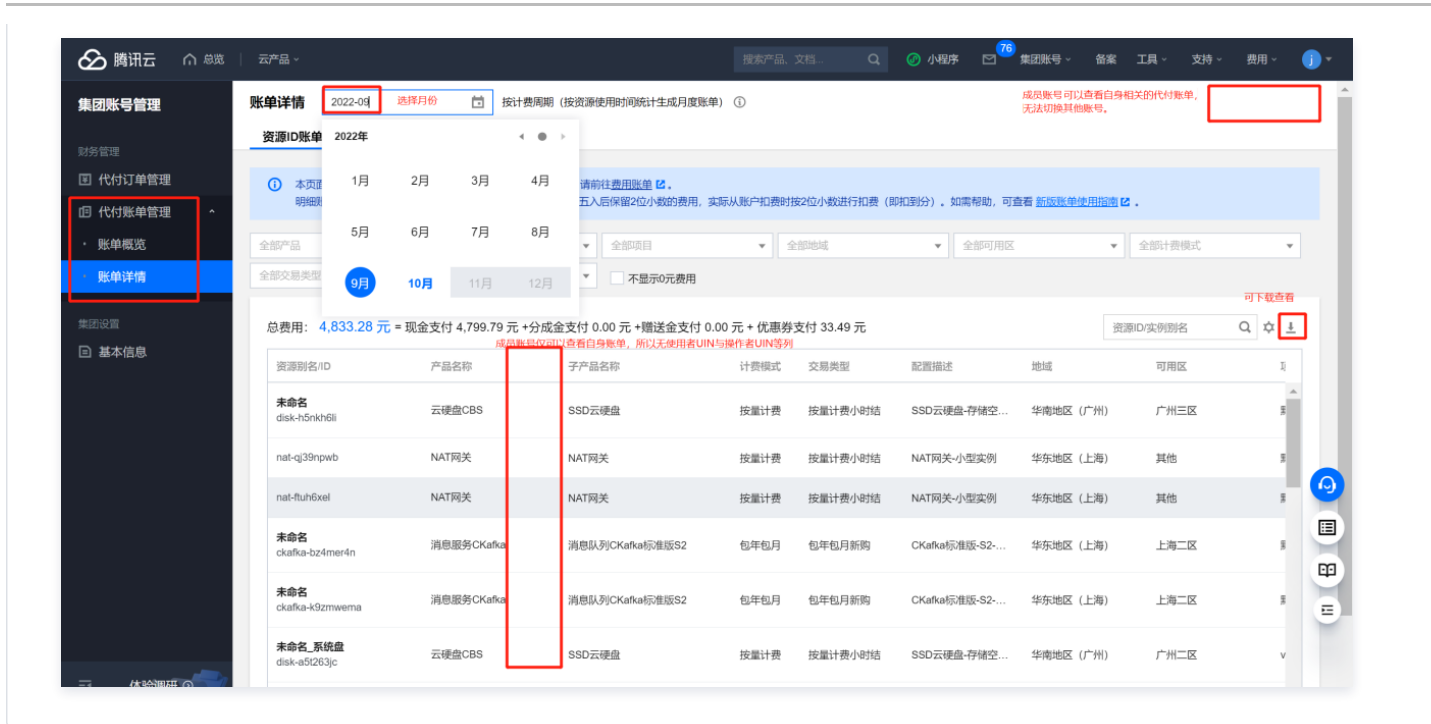 腾讯云 总览 云产品 搜索产品、文档... 小程序 76 集团账号 备案 工具 支持 费用 j
集团账号管理
财务管理
代付订单管理
代付账单管理
账单概览
账单详情
集团设置
基本信息
体验调研
账单详情 2022-09 选择月份 按计费周期（按资源使用时间统计生成月度账单）
成员账号可以查看自身相关的代付账单，
无法切换其他账号。
资源ID账单
2022年
1月 2月 3月 4月
5月 6月 7月 8月
9月 10月 11月 12月
本页面 请前往费用账单。
明细账 五入后保留2位小数的费用，实际从账户扣费时按2位小数进行扣费（即扣到分）。如需帮助，可查看 新版账单使用指南。
全部产品 全部项目 全部地域 全部可用区 全部计费模式
全部交易类型 不显示0元费用
可下载查看
总费用： 4,833.28 元 = 现金支付 4,799.79 元 +分成金支付 0.00 元 +赠送金支付 0.00 元 + 优惠券支付 33.49 元 资源ID/实例别名
成员账号仅可以查看自身账单，所以无使用者UIN与操作者UIN等列
资源别名/ID 产品名称 子产品名称 计费模式 交易类型 配置描述 地域 可用区
未命名
disk-h5nkh6li 云硬盘CBS SSD云硬盘 按量计费 按量计费小时结 SSD云硬盘-存储空... 华南地区（广州） 广州三区
nat-qj39npwb NAT网关 NAT网关 按量计费 按量计费小时结 NAT网关-小型实例 华东地区（上海） 其他
nat-ftuh6xel NAT网关 NAT网关 按量计费 按量计费小时结 NAT网关-小型实例 华东地区（上海） 其他
未命名
ckafka-bz4mer4n 消息服务CKafka 消息队列CKafka标准版S2 包年包月 包年包月新购 CKafka标准版-S2-... 华东地区（上海） 上海二区
未命名
ckafka-k9zmwema 消息服务CKafka 消息队列CKafka标准版S2 包年包月 包年包月新购 CKafka标准版-S2-... 华东地区（上海） 上海二区
未命名_系统盘
disk-a5t263jc 云硬盘CBS SSD云硬盘 按量计费 按量计费小时结 SSD云硬盘-存储空... 华南地区（广州） 广州二区